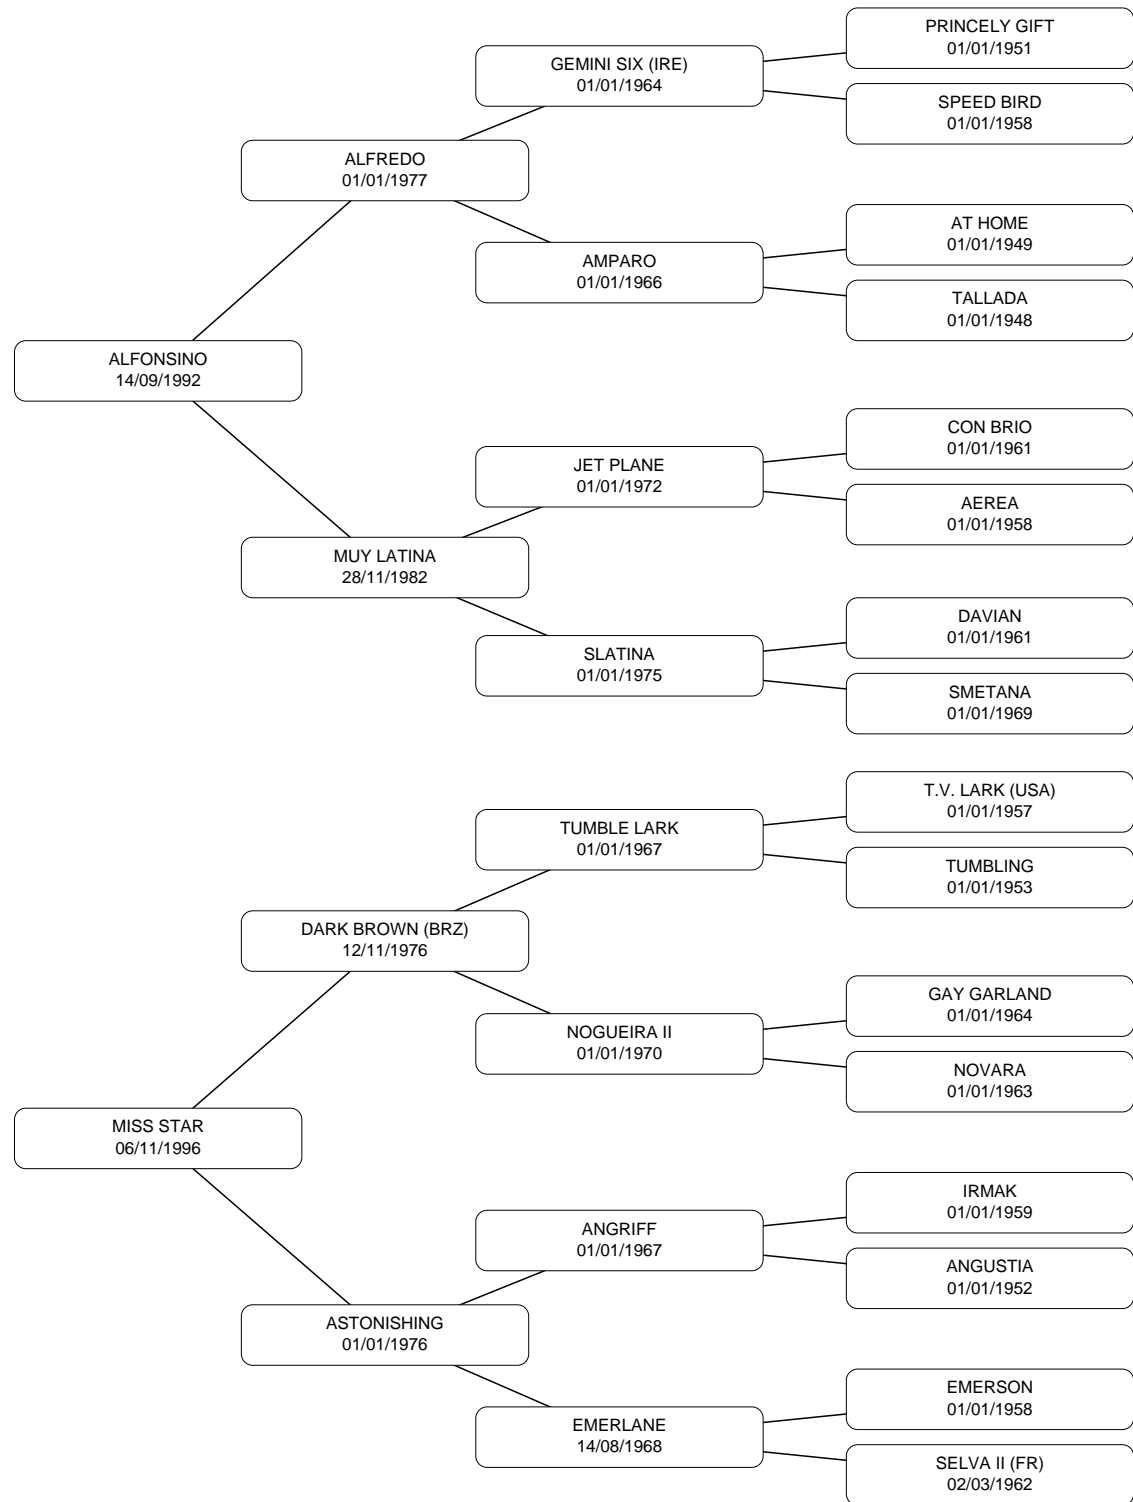 PRINCELY GIFT
01/01/1951
GEMINI SIX (IRE)
01/01/1964
SPEED BIRD
01/01/1958
ALFREDO
01/01/1977
AT HOME
01/01/1949
AMPARO
01/01/1966
TALLADA
01/01/1948
ALFONSINO
14/09/1992
CON BRIO
01/01/1961
JET PLANE
01/01/1972
AEREA
01/01/1958
MUY LATINA
28/11/1982
DAVIAN
01/01/1961
SLATINA
01/01/1975
SMETANA
01/01/1969
T.V. LARK (USA)
01/01/1957
TUMBLE LARK
01/01/1967
TUMBLING
01/01/1953
DARK BROWN (BRZ)
12/11/1976
GAY GARLAND
01/01/1964
NOGUEIRA II
01/01/1970
NOVARA
01/01/1963
MISS STAR
06/11/1996
IRMAK
01/01/1959
ANGRIFF
01/01/1967
ANGUSTIA
01/01/1952
ASTONISHING
01/01/1976
EMERSON
01/01/1958
EMERLANE
14/08/1968
SELVA II (FR)
02/03/1962